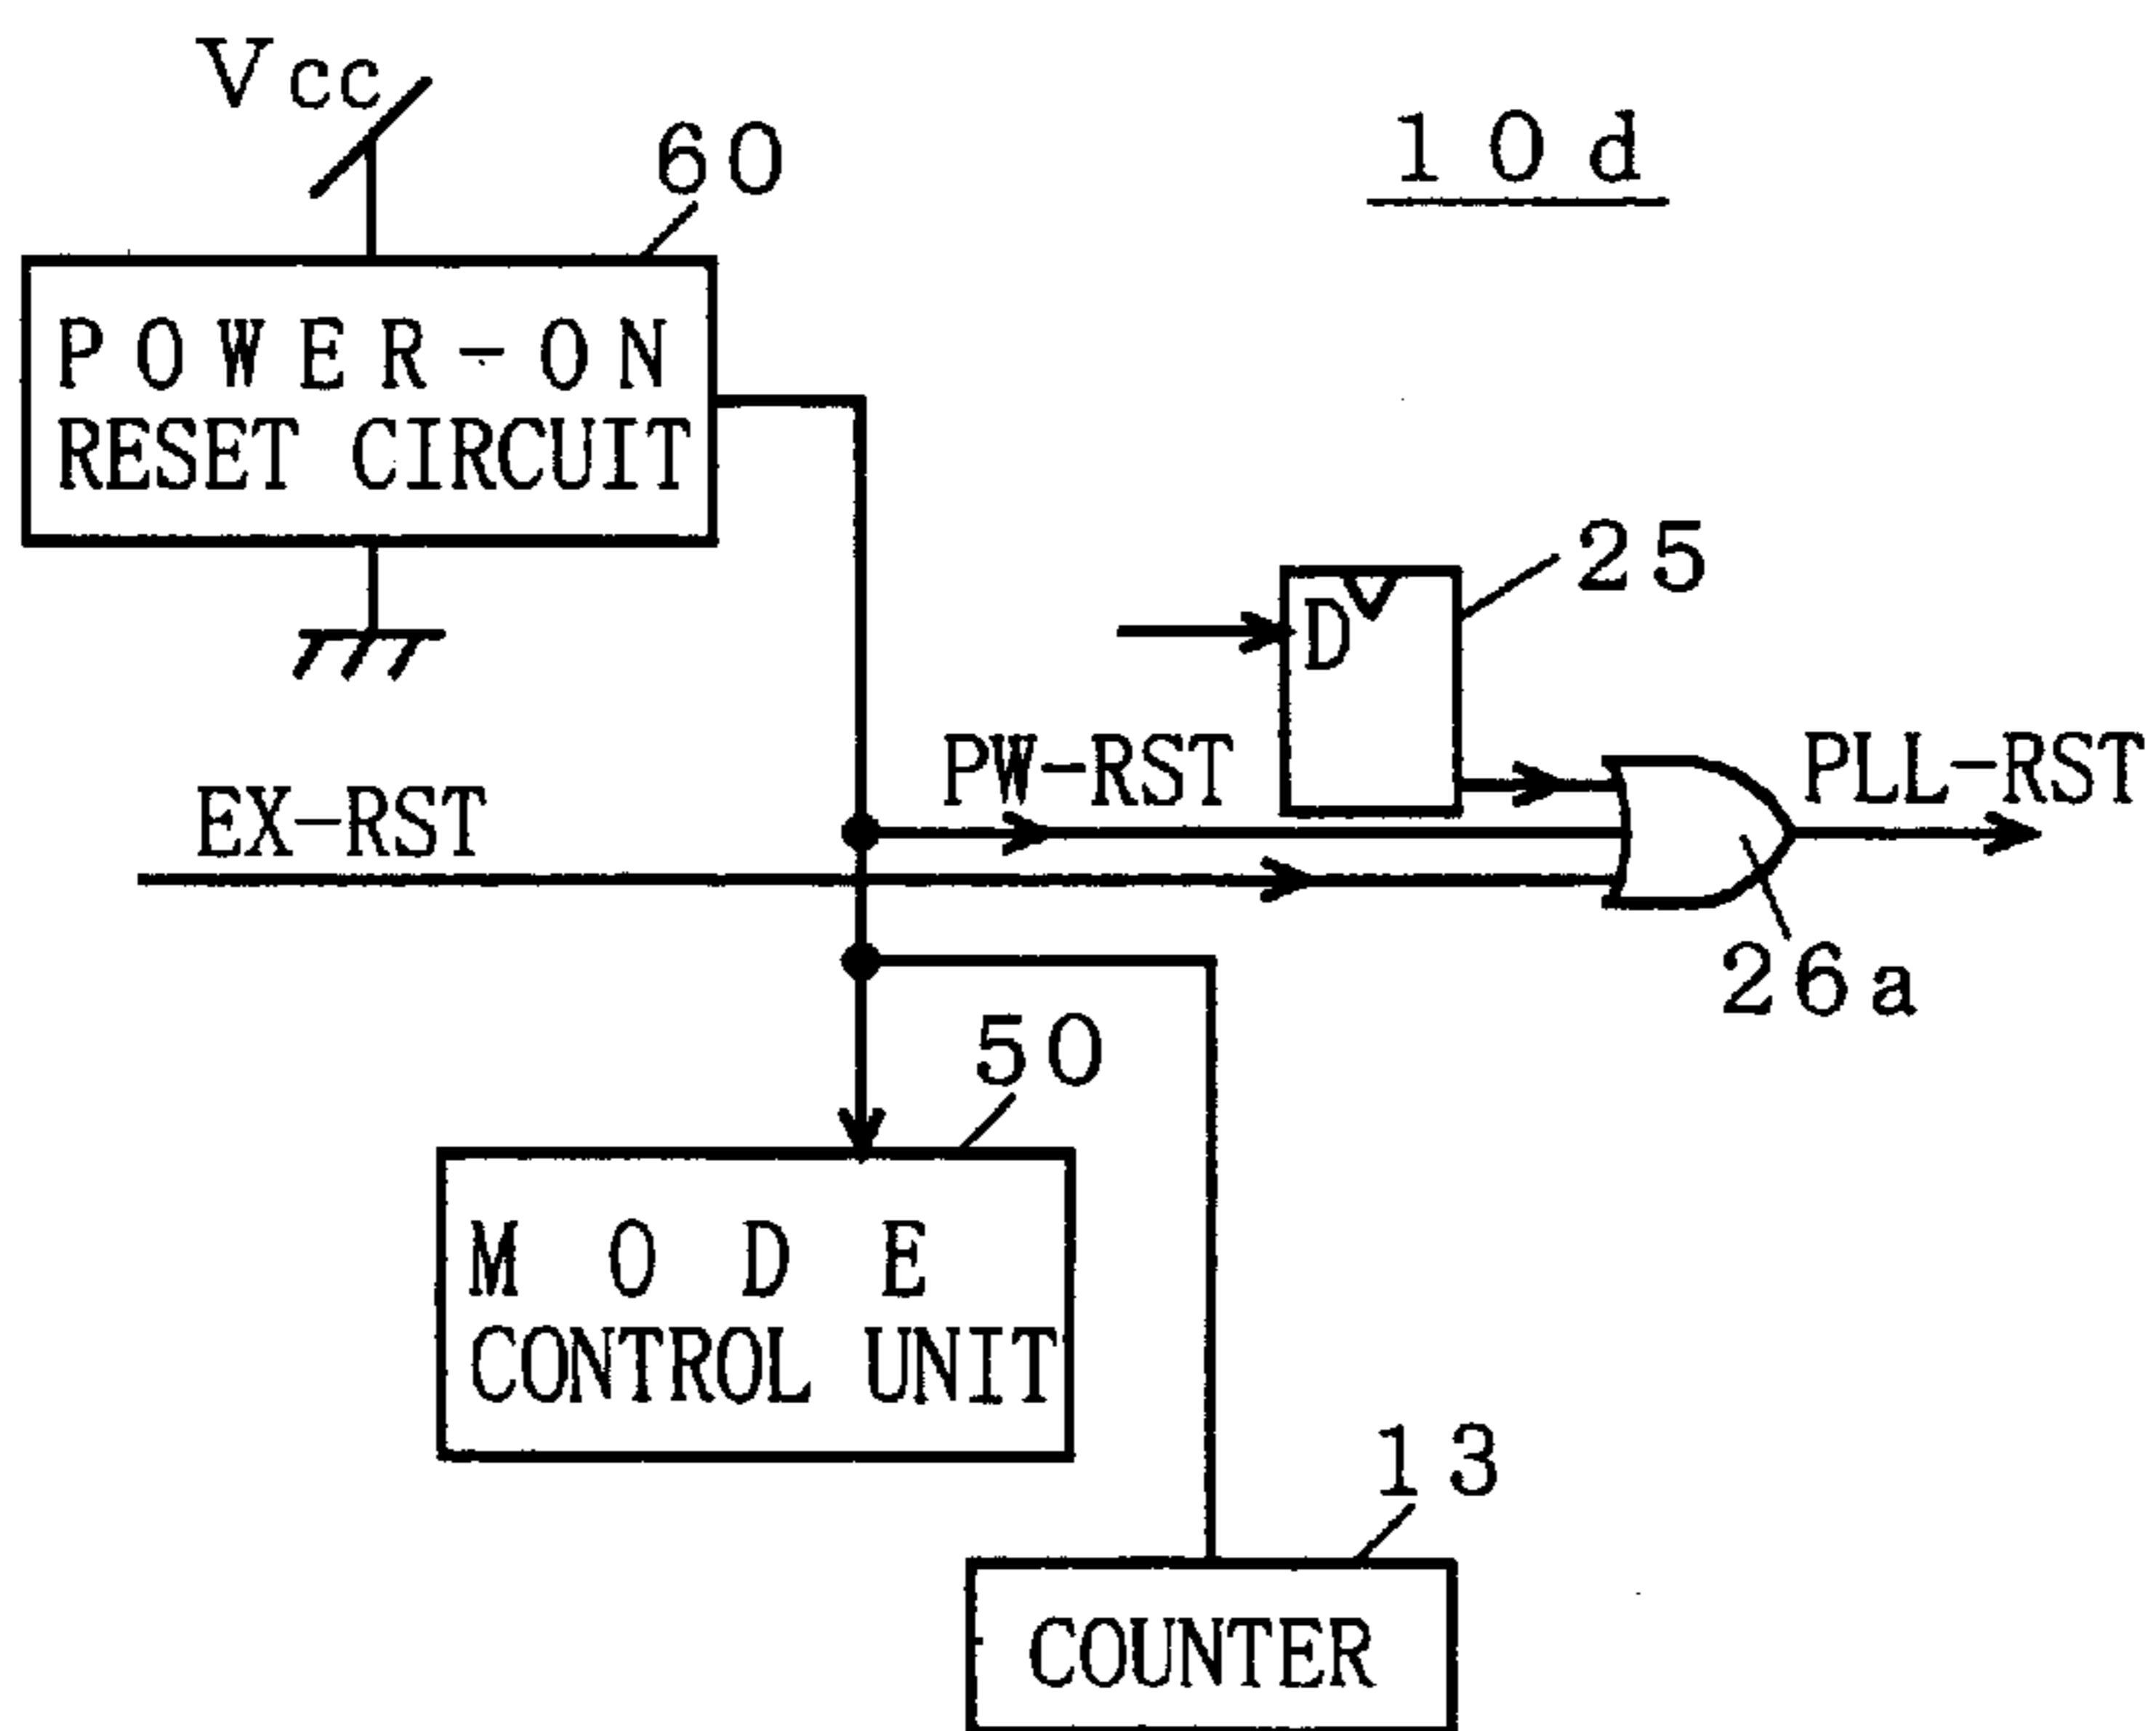 Vcc
60
10d
POWER-ON
RESET CIRCUIT
25
D
PW-RST
PLL-RST
EX-RST
26a
50
MODE
CONTROL UNIT
13
COUNTER